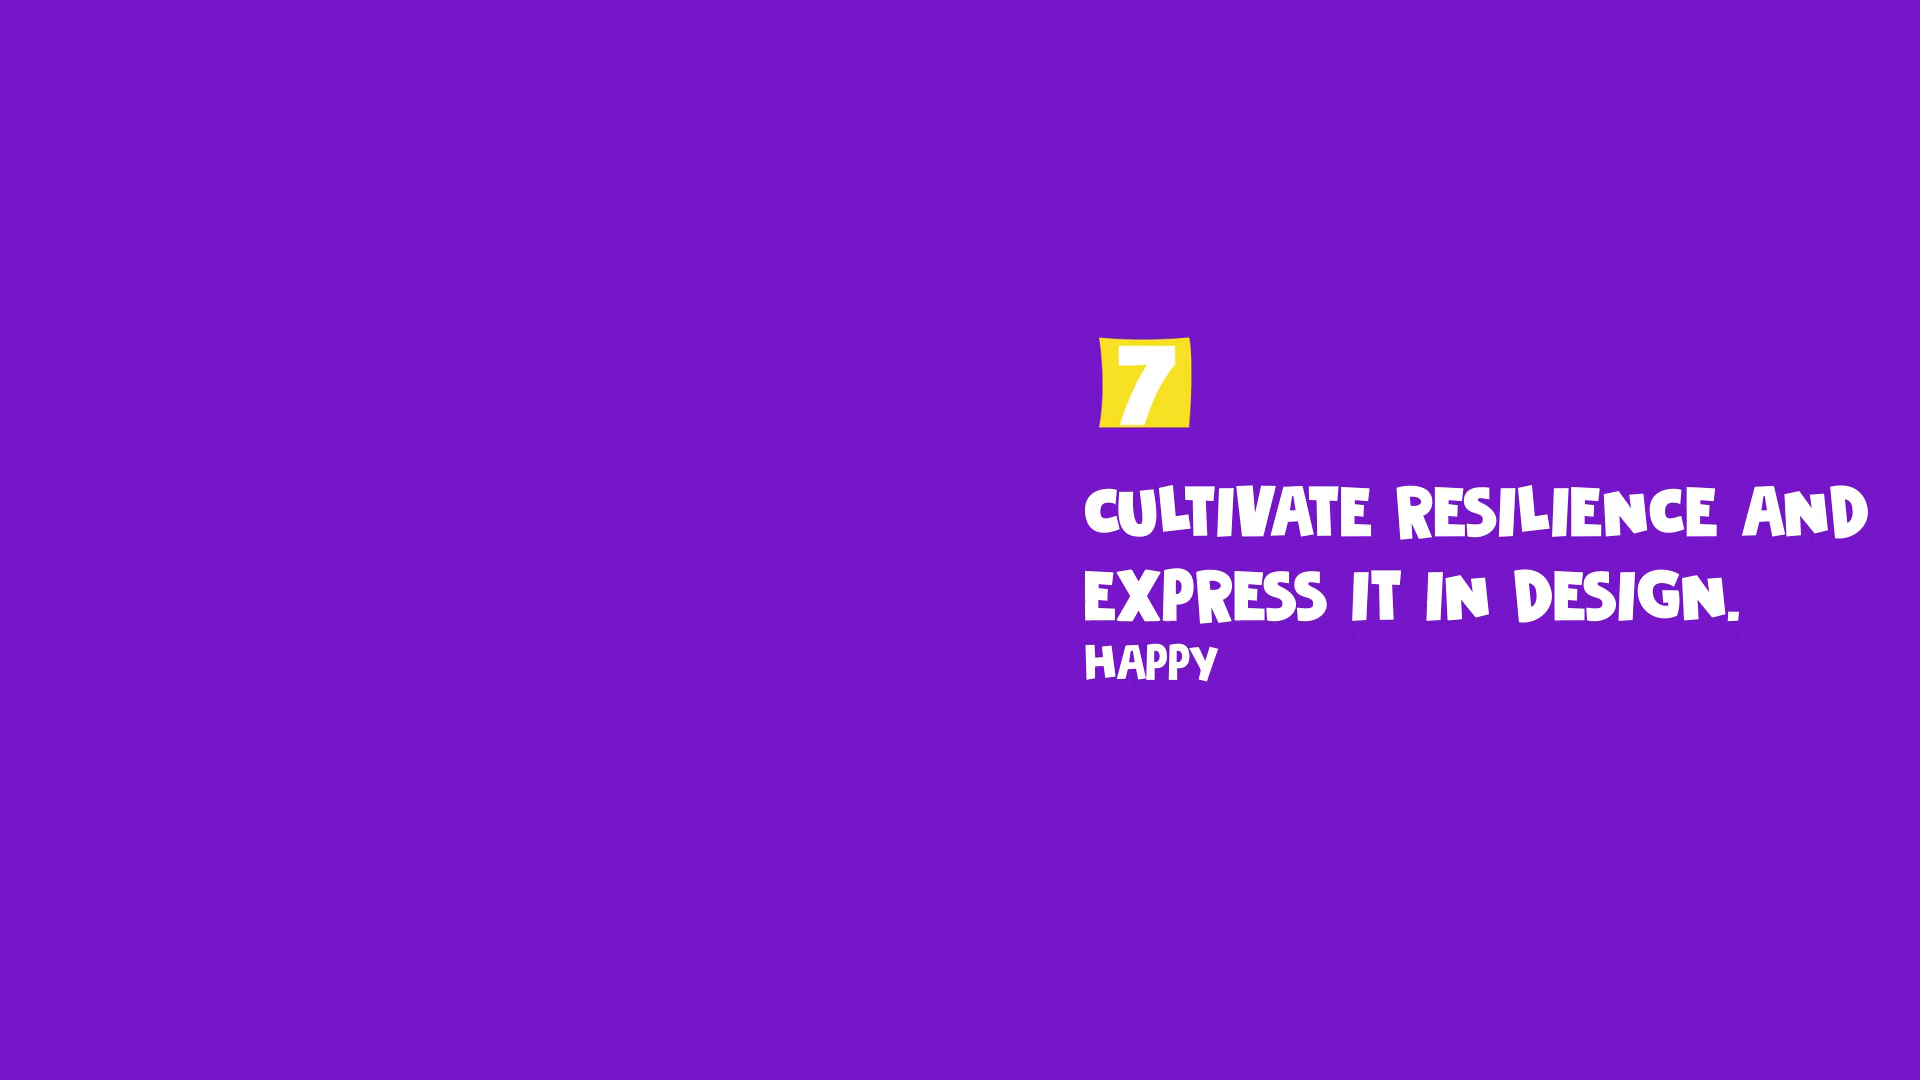 7
CULTIVATE RESILIENCE AND
EXPRESS IT IN DESIGN.
HAPPY